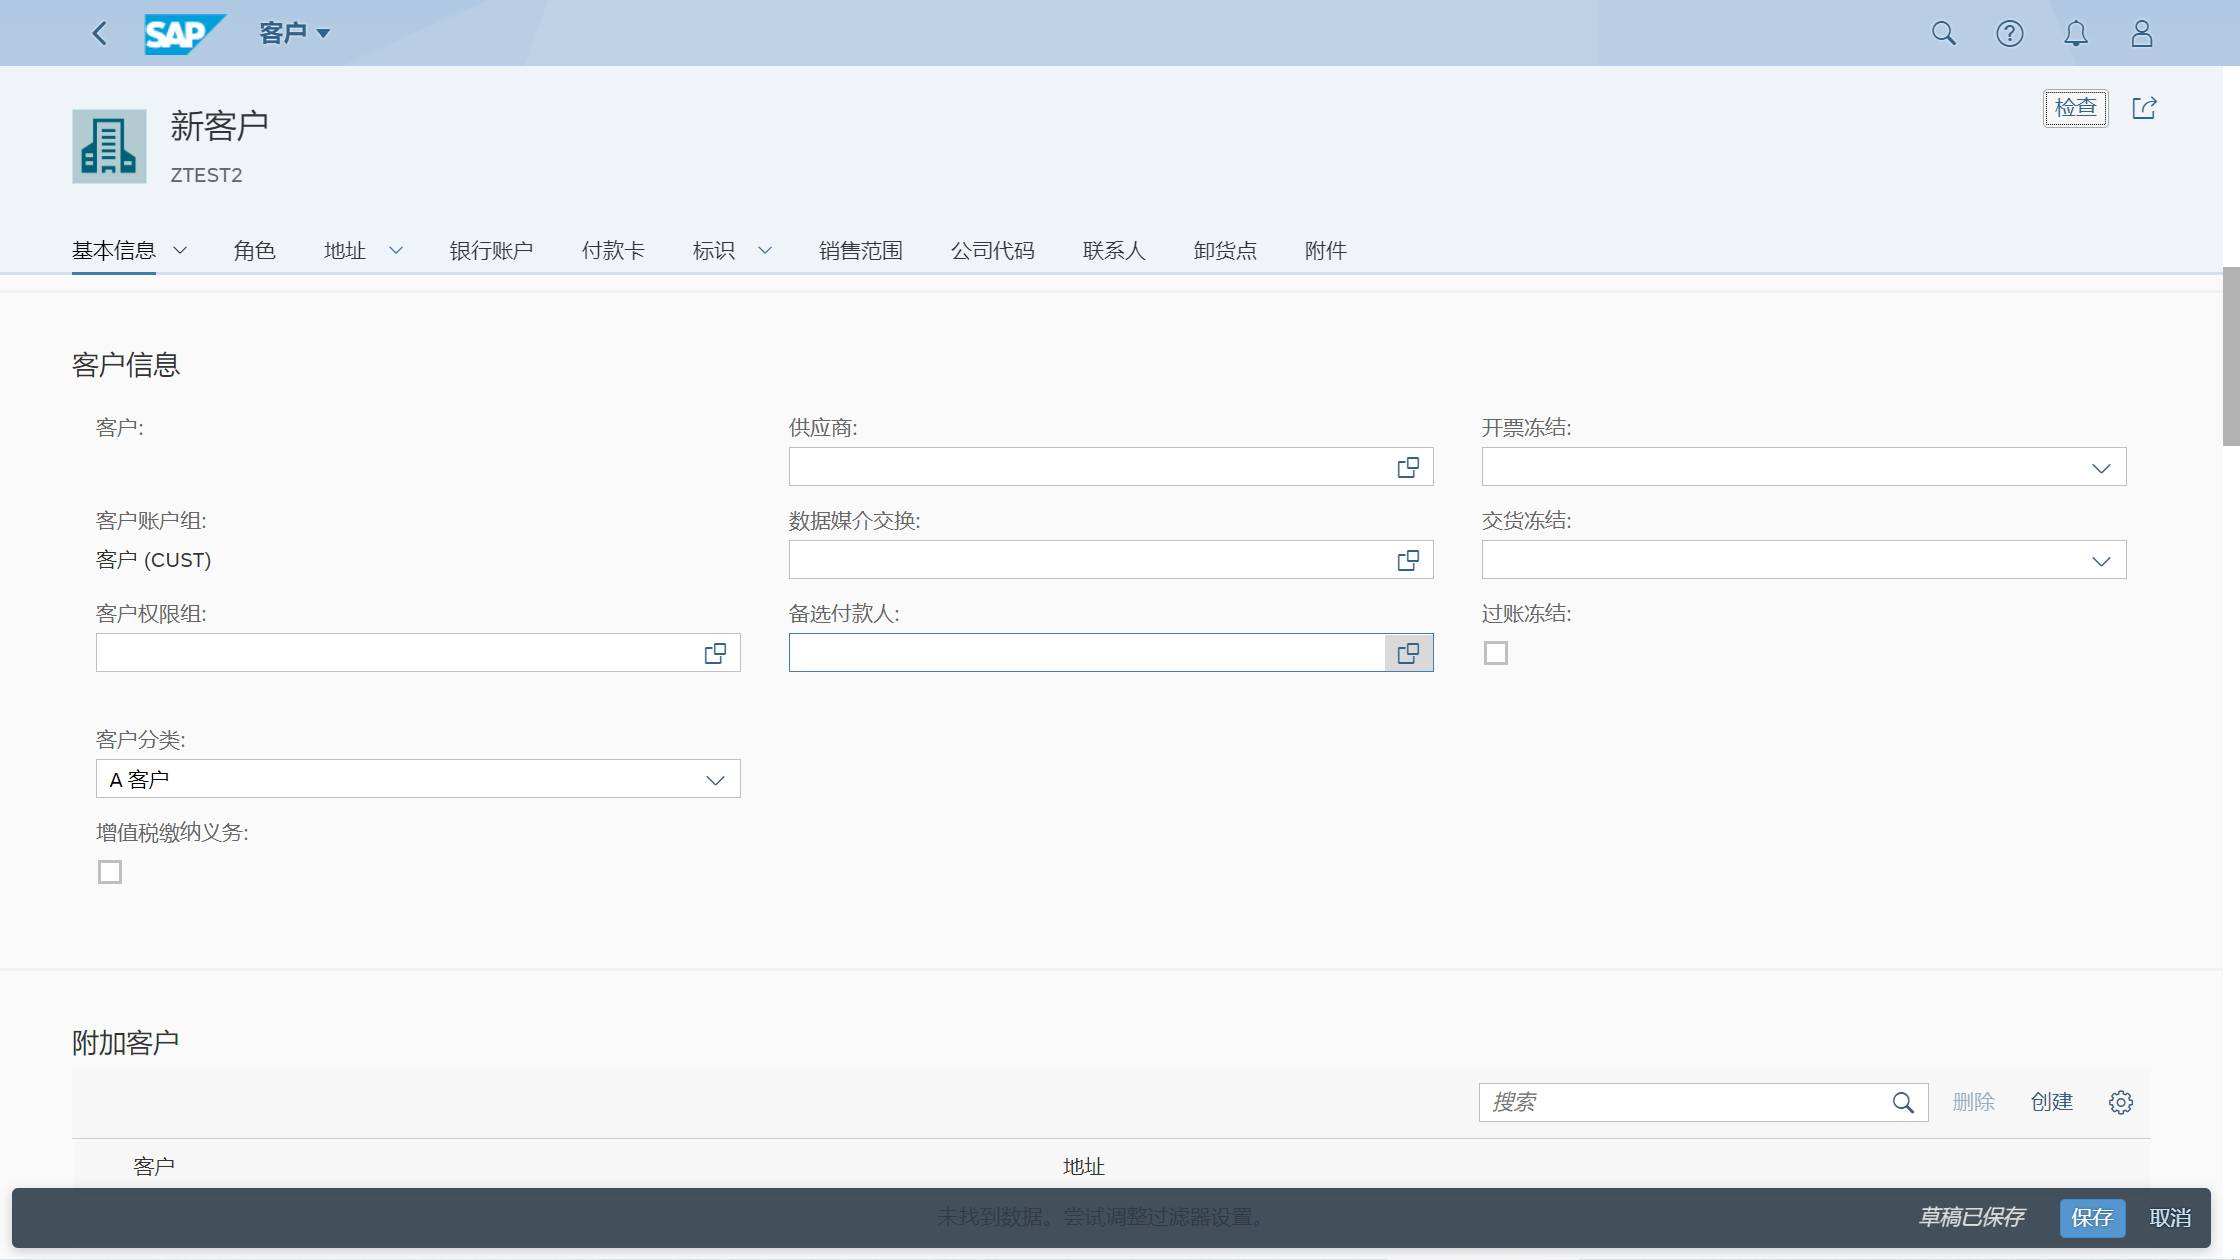 SAP 客户
检查
新客户
ZTEST2
基本信息 角色 地址 银行账户 付款卡 标识 销售范围 公司代码 联系人 卸货点 附件
客户信息
客户: 供应商: 开票冻结:
客户账户组: 数据媒介交换: 交货冻结:
客户 (CUST)
客户权限组: 备选付款人: 过账冻结:
客户分类:
A 客户
增值税缴纳义务:
附加客户
搜索 删除 创建
客户 地址
未找到数据。尝试调整过滤器设置。 草稿已保存 保存 取消